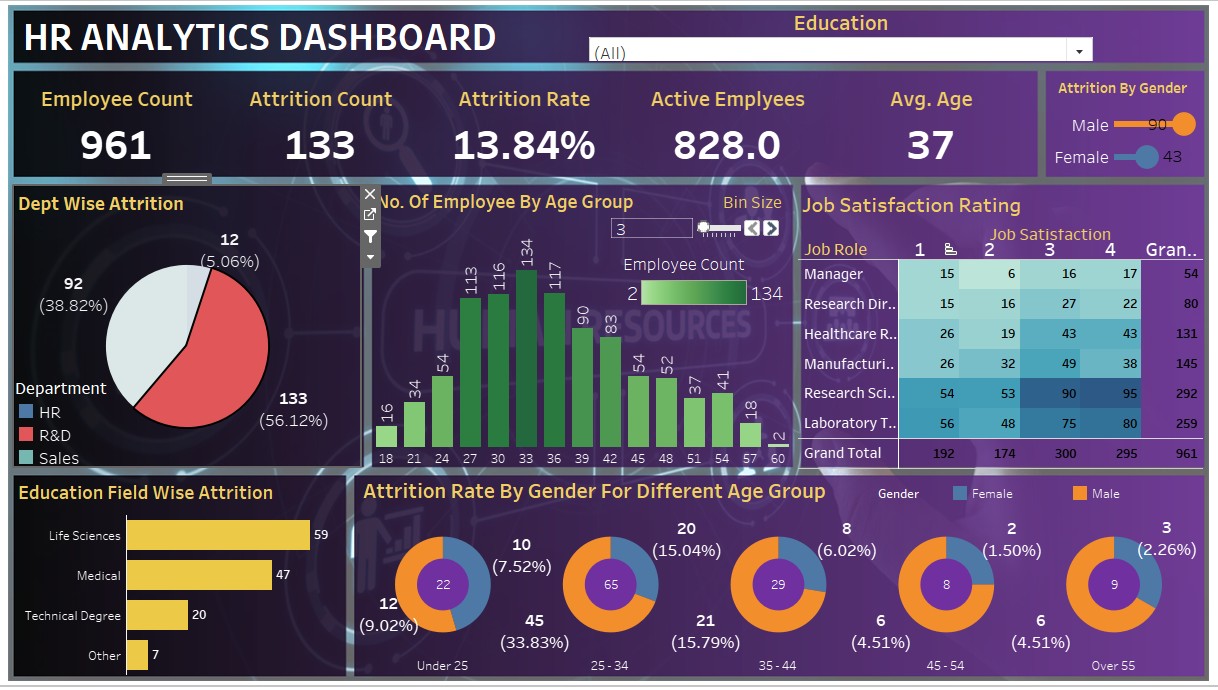 HR ANALYTICS DASHBOARD
Education
(All)
Employee Count
961
Attrition Count
133
Attrition Rate
13.84%
Active Emplyees
828.0
Avg. Age
37
Attrition By Gender
Male 90
Female 43
Dept Wise Attrition
12
(5.06%)
92
(38.82%)
133
(56.12%)
Department
HR
R&D
Sales
No. Of Employee By Age Group
Bin Size
3
Employee Count
2 134
16 34 54 113 116 134 117 90 83 54 52 37 41 18 2
18 21 24 27 30 33 36 39 42 45 48 51 54 57 60
Job Satisfaction Rating
Job Satisfaction
Job Role 1 2 3 4 Gran..
Manager 15 6 16 17 54
Research Dir.. 15 16 27 22 80
Healthcare R.. 26 19 43 43 131
Manufacturi.. 26 32 49 38 145
Research Sci.. 54 53 90 95 292
Laboratory T.. 56 48 75 80 259
Grand Total 192 174 300 295 961
Education Field Wise Attrition
Life Sciences 59
Medical 47
Technical Degree 20
Other 7
Attrition Rate By Gender For Different Age Group
Gender Female Male
10
(7.52%)
22
12
(9.02%)
Under 25
20
(15.04%)
65
45
(33.83%)
25 - 34
8
(6.02%)
29
21
(15.79%)
35 - 44
2
(1.50%)
8
6
(4.51%)
45 - 54
3
(2.26%)
9
6
(4.51%)
Over 55